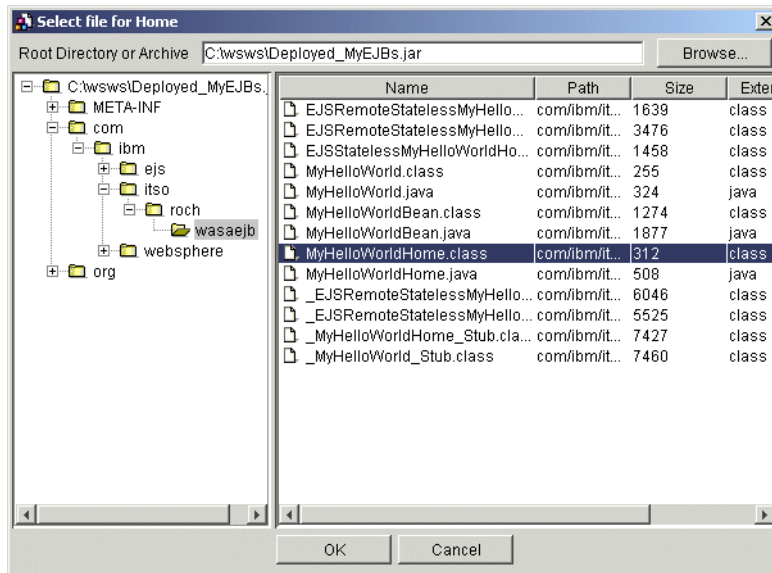 Select file for Home
Root Directory or Archive C:\wsws\Deployed_MyEJBs.jar Browse...
C:\wsws\Deployed_MyEJBs.
META-INF
com
ibm
ejs
itso
roch
wasaejb
websphere
org
Name Path Size Exter
EJSRemoteStatelessMyHello... com/ibm/it... 1639 class
EJSRemoteStatelessMyHello... com/ibm/it... 3476 class
EJSStatelessMyHelloWorldHo... com/ibm/it... 1458 class
MyHelloWorld.class com/ibm/it... 255 class
MyHelloWorld.java com/ibm/it... 324 java
MyHelloWorldBean.class com/ibm/it... 1274 class
MyHelloWorldBean.java com/ibm/it... 1877 java
MyHelloWorldHome.class com/ibm/it... 312 class
MyHelloWorldHome.java com/ibm/it... 508 java
_EJSRemoteStatelessMyHello... com/ibm/it... 6046 class
_EJSRemoteStatelessMyHello... com/ibm/it... 5525 class
_MyHelloWorldHome_Stub.cla... com/ibm/it... 7427 class
_MyHelloWorld_Stub.class com/ibm/it... 7460 class
OK Cancel